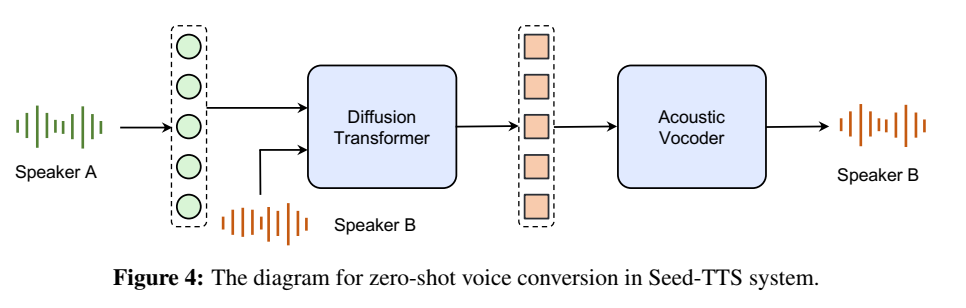 Speaker A
Diffusion
Transformer
Speaker B
Acoustic
Vocoder
Speaker B
Figure 4: The diagram for zero-shot voice conversion in Seed-TTS system.